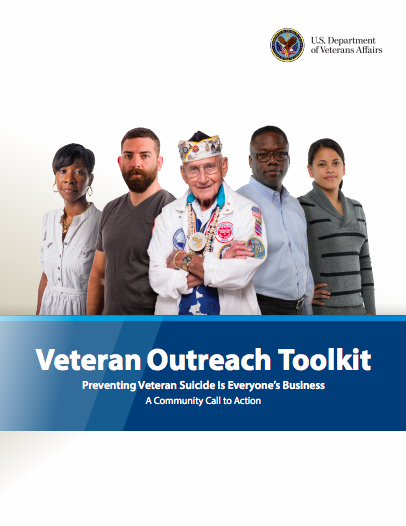 U.S. Department
of Veterans Affairs
Veteran Outreach Toolkit
Preventing Veteran Suicide Is Everyone's Business
A Community Call to Action